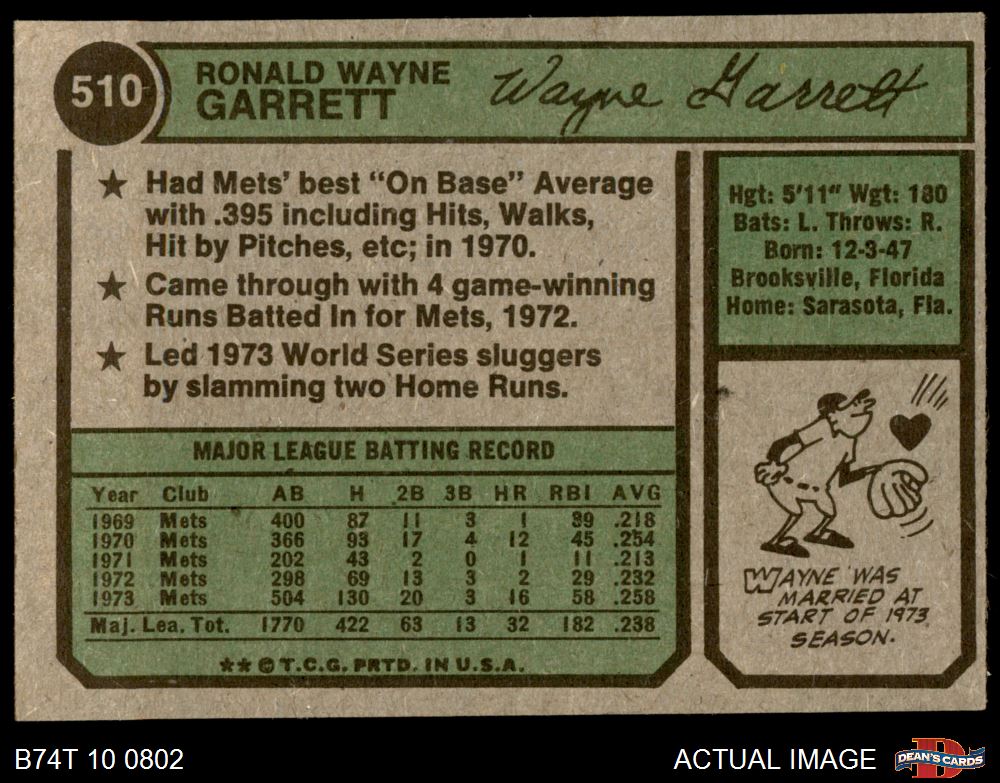 510
RONALD WAYNE
GARRETT
Wayne Garrett
★ Had Mets' best “On Base” Average
with .395 including Hits, Walks,
Hit by Pitches, etc; in 1970.
★ Came through with 4 game-winning
Runs Batted In for Mets, 1972.
★ Led 1973 World Series sluggers
by slamming two Home Runs.
Hgt: 5'11" Wgt: 180
Bats: L. Throws: R.
Born: 12-3-47
Brooksville, Florida
Home: Sarasota, Fla.
MAJOR LEAGUE BATTING RECORD
Year Club AB H 2B 3B HR RBI AVG
1969 Mets 400 87 11 3 1 39 .218
1970 Mets 366 93 17 4 12 45 .254
1971 Mets 202 43 2 0 1 11 .213
1972 Mets 298 69 13 3 2 29 .232
1973 Mets 504 130 20 3 16 58 .258
Maj. Lea. Tot. 1770 422 63 13 32 182 .238
★★ © T.C.G. PRTD. IN U.S.A.
WAYNE WAS
MARRIED AT
START OF 1973
SEASON.
B74T 10 0802
ACTUAL IMAGE
D
DEAN'S CARDS